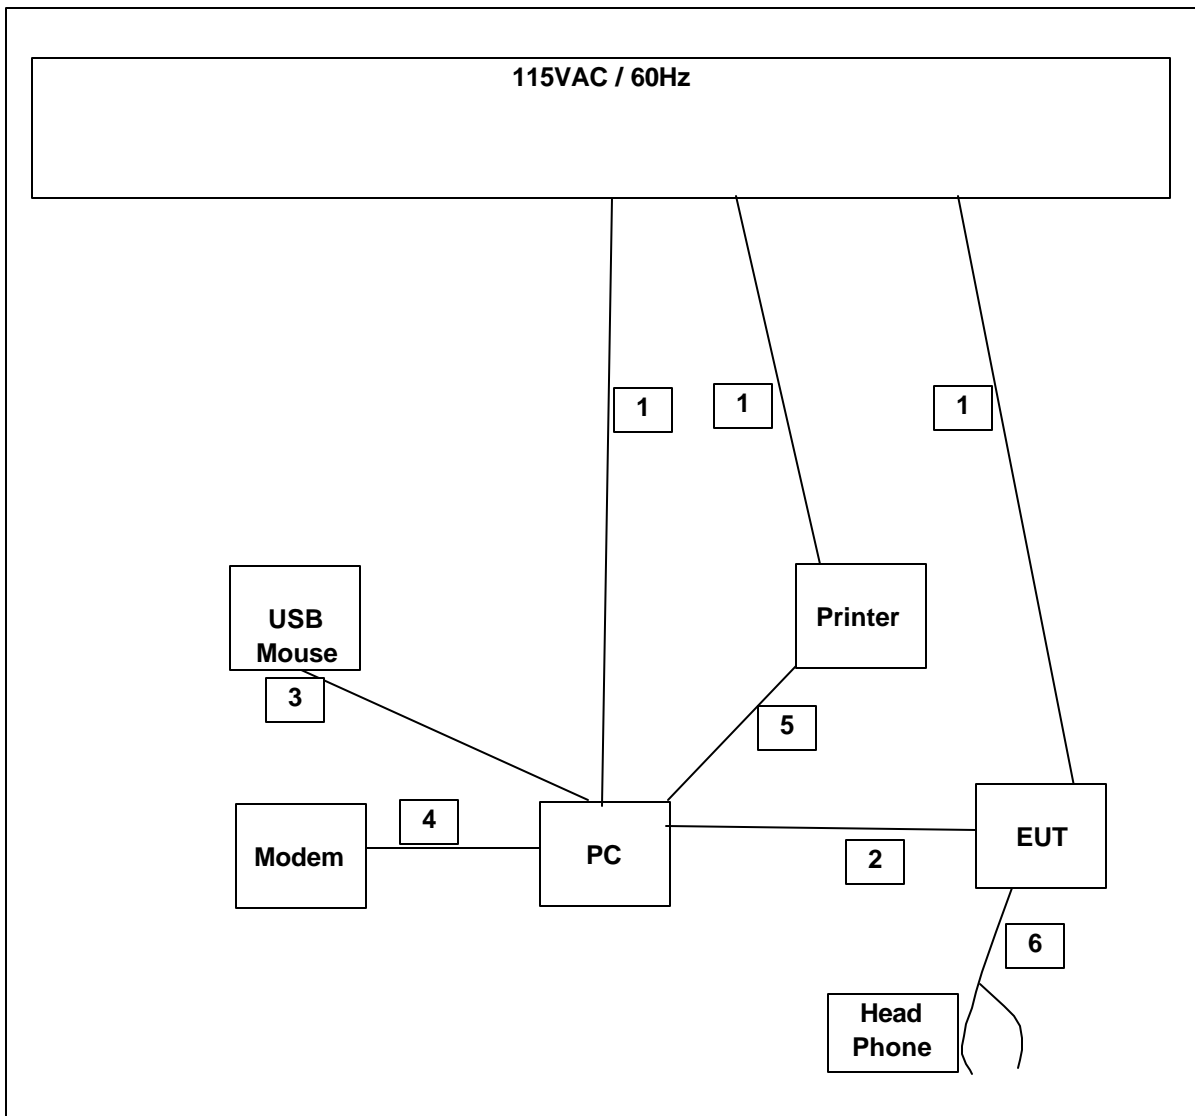 115VAC / 60Hz
1
1
1
USB
Mouse
Printer
3
5
4
Modem
PC
2
EUT
6
Head
Phone